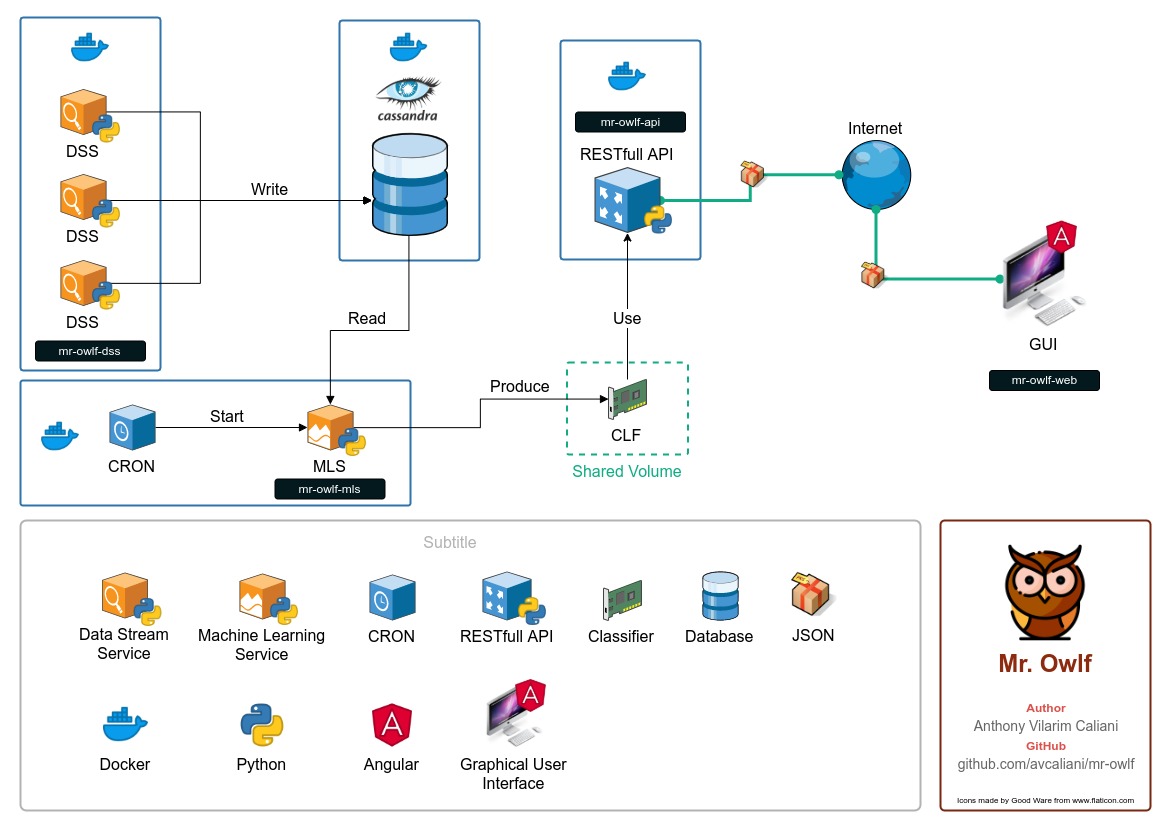 DSS
DSS
DSS
mr-owlf-dss
Write
cassandra
Read
mr-owlf-api
RESTfull API
Internet
GUI
mr-owlf-web
Use
Produce
CLF
Shared Volume
CRON
Start
MLS
mr-owlf-mls
Subtitle
Data Stream
Service
Machine Learning
Service
CRON
RESTfull API
Classifier
Database
JSON
Docker
Python
Angular
Graphical User
Interface
Mr. Owlf
Author
Anthony Vilarim Caliani
GitHub
github.com/avcaliani/mr-owlf
Icons made by Good Ware from www.flaticon.com